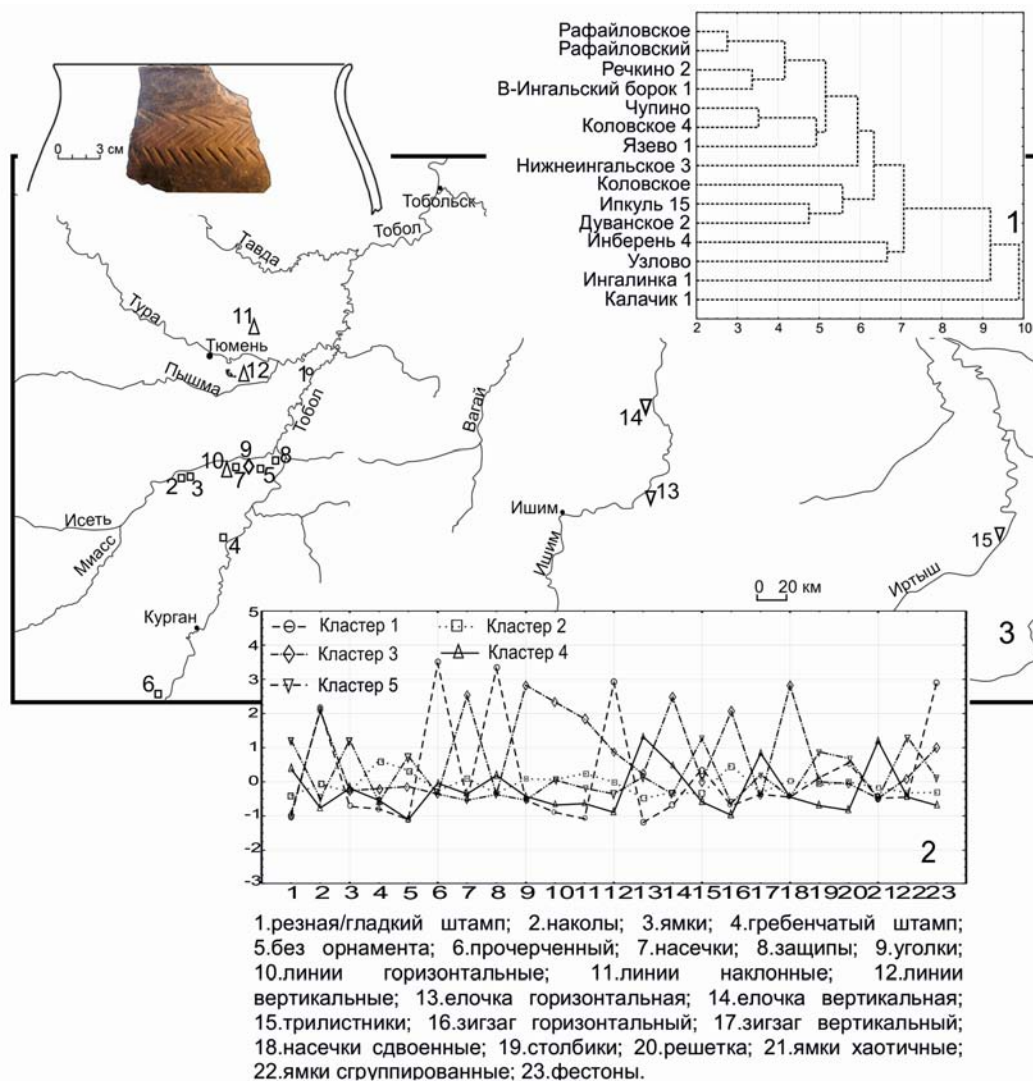 Рафайловское
Рафайловский
Речкино 2
В-Ингальский борок 1
Чупино
Коловское 4
Язево 1
Нижнеингальское 3
Коловское
Ипкуль 15
Дуванское 2
Инберень 4
Узлово
Ингалинка 1
Калачик 1
2 3 4 5 6 7 8 9 10
1
0 3 см
Тобольск
Тобол
Тавда
Тура
11
Тюмень
12
Пышма
1
Тобол
Вагай
14
9
8
10
7
5
2
3
13
Ишим
Исеть
Миасс
4
Ишим
15
Иртыш
0 20 км
Курган
6
3
5
4
3
2
1
0
-1
-2
-3
Кластер 1
Кластер 2
Кластер 3
Кластер 4
Кластер 5
2
1 2 3 4 5 6 7 8 9 10 11 12 13 14 15 16 17 18 19 20 21 22 23
1.резная/гладкий штамп; 2.наколы; 3.ямки; 4.гребенчатый штамп;
5.без орнамента; 6.прочерченный; 7.насечки; 8.защипы; 9.уголки;
10.линии горизонтальные; 11.линии наклонные; 12.линии
вертикальные; 13.елочка горизонтальная; 14.елочка вертикальная;
15.трилистники; 16.зигзаг горизонтальный; 17.зигзаг вертикальный;
18.насечки сдвоенные; 19.столбики; 20.решетка; 21.ямки хаотичные;
22.ямки сгруппированные; 23.фестоны.